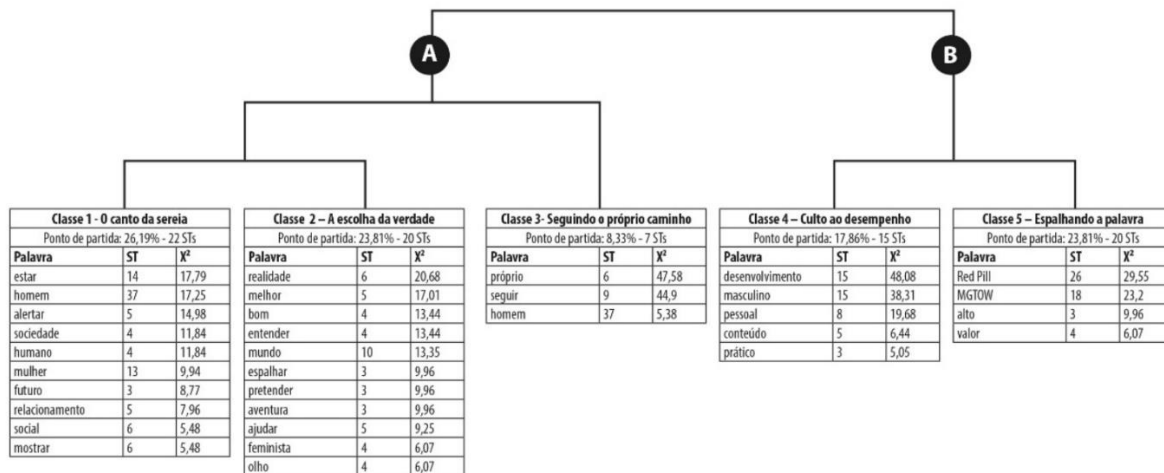 A
B
Classe 1 - O canto da sereia
Ponto de partida: 26,19% - 22 STs
Palavra ST X²
estar 14 17,79
homem 37 17,25
alertar 5 14,98
sociedade 4 11,84
humano 4 11,84
mulher 13 9,94
futuro 3 8,77
relacionamento 5 7,96
social 6 5,48
mostrar 6 5,48
Classe 2 – A escolha da verdade
Ponto de partida: 23,81% - 20 STs
Palavra ST X²
realidade 6 20,68
melhor 5 17,01
bom 4 13,44
entender 4 13,44
mundo 10 13,35
espalhar 3 9,96
pretender 3 9,96
aventura 3 9,96
ajudar 5 9,25
feminista 4 6,07
olho 4 6,07
Classe 3- Seguindo o próprio caminho
Ponto de partida: 8,33% - 7 STs
Palavra ST X²
próprio 6 47,58
seguir 9 44,9
homem 37 5,38
Classe 4 – Culto ao desempenho
Ponto de partida: 17,86% - 15 STs
Palavra ST X²
desenvolvimento 15 48,08
masculino 15 38,31
pessoal 8 19,68
conteúdo 5 6,44
prático 3 5,05
Classe 5 – Espalhando a palavra
Ponto de partida: 23,81% - 20 STs
Palavra ST X²
Red Pill 26 29,55
MGTOW 18 23,2
alto 3 9,96
valor 4 6,07